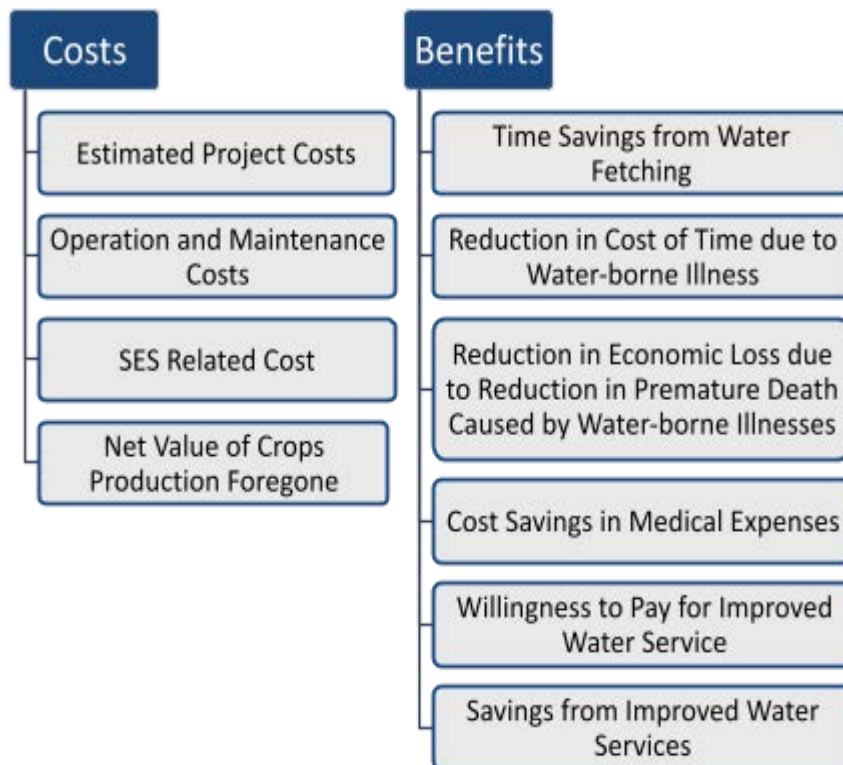 Costs
Estimated Project Costs
Operation and Maintenance
Costs
SES Related Cost
Net Value of Crops
Production Foregone
Benefits
Time Savings from Water
Fetching
Reduction in Cost of Time due to
Water-borne Illness
Reduction in Economic Loss due
to Reduction in Premature Death
Caused by Water-borne Illnesses
Cost Savings in Medical Expenses
Willingness to Pay for Improved
Water Service
Savings from Improved Water
Services